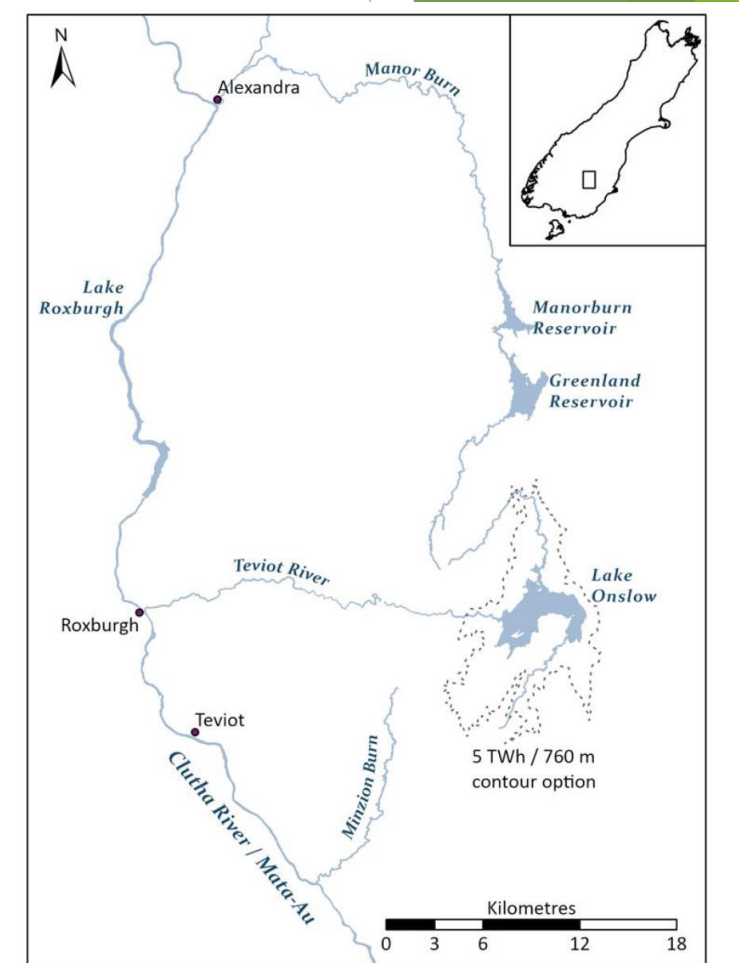 N
Alexandra
Manor Burn
Lake
Roxburgh
Manorburn
Reservoir
Greenland
Reservoir
Teviot River
Lake
Onslow
Roxburgh
Teviot
5 TWh / 760 m
contour option
Minzion Burn
Clutha River / Mata-Au
Kilometres
0 3 6 12 18